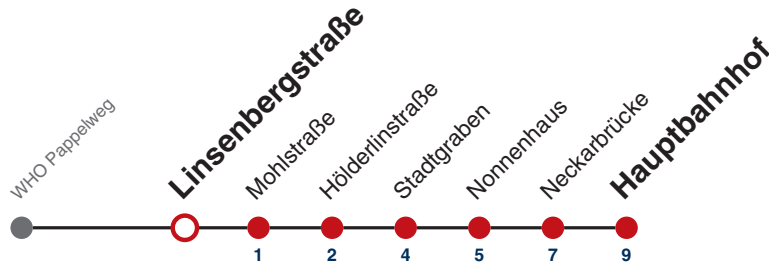 WHO Pappelweg
Linsenbergstraße
Mohlstraße
Hölderlinstraße
Stadtgraben
Nonnenhaus
Neckarbrücke
Hauptbahnhof
1 2 4 5 7 9